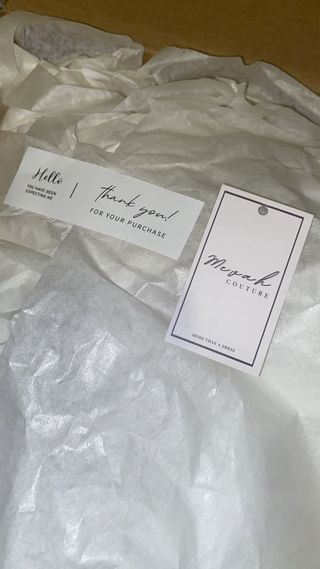 Hello
YOU HAVE BEEN
EXPECTING ME
thank you!
FOR YOUR PURCHASE
Mevah
COUTURE
MORE THAN A DRESS